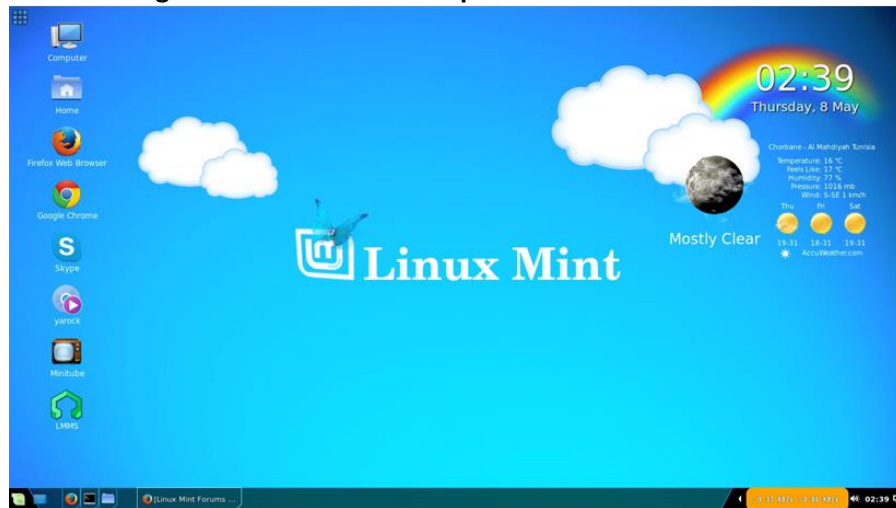 Computer
Home
Firefox Web Browser
Google Chrome
Skype
yarock
Minitube
LMMS
Linux Mint
02:39
Thursday, 8 May
Chorbane - Al Mahdiyah Tunisia
Temperature: 16 °C
Feels Like: 17 °C
Humidity: 77 %
Pressure: 1016 mb
Wind: S-SE 1 km/h
Thu Fri Sat
Mostly Clear
19-31 18-31 19-31
AccuWeather.com
[Linux Mint Forums ...
02:39